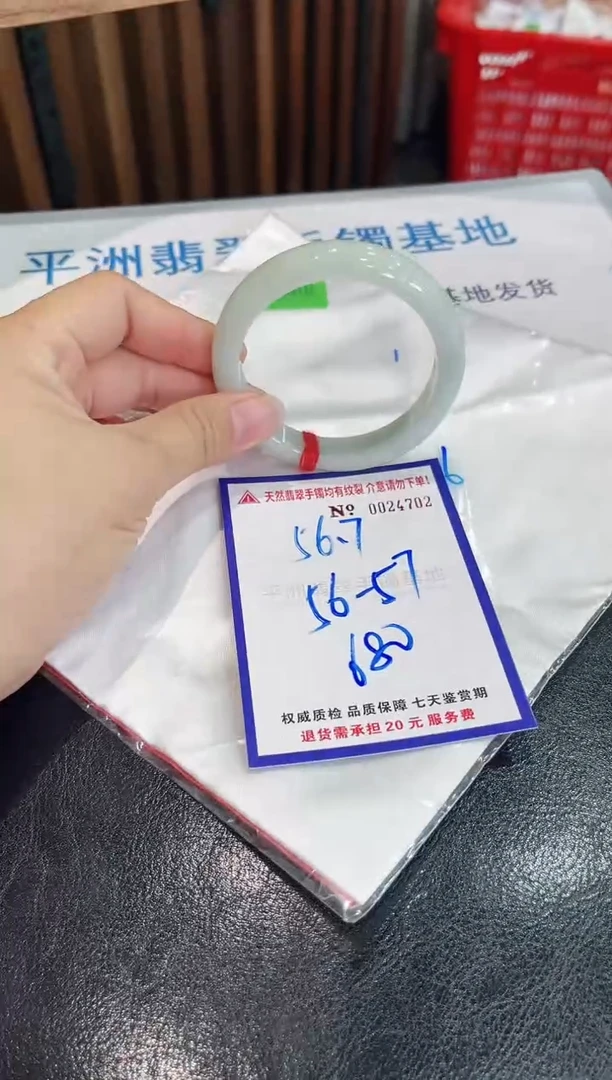 平洲翡翠手镯基地
基地发货
天然翡翠手镯均有纹裂 介意请勿下单!
No 0024702
56.7
56-57
680
权威质检 品质保障 七天鉴赏期
退货需承担20元服务费